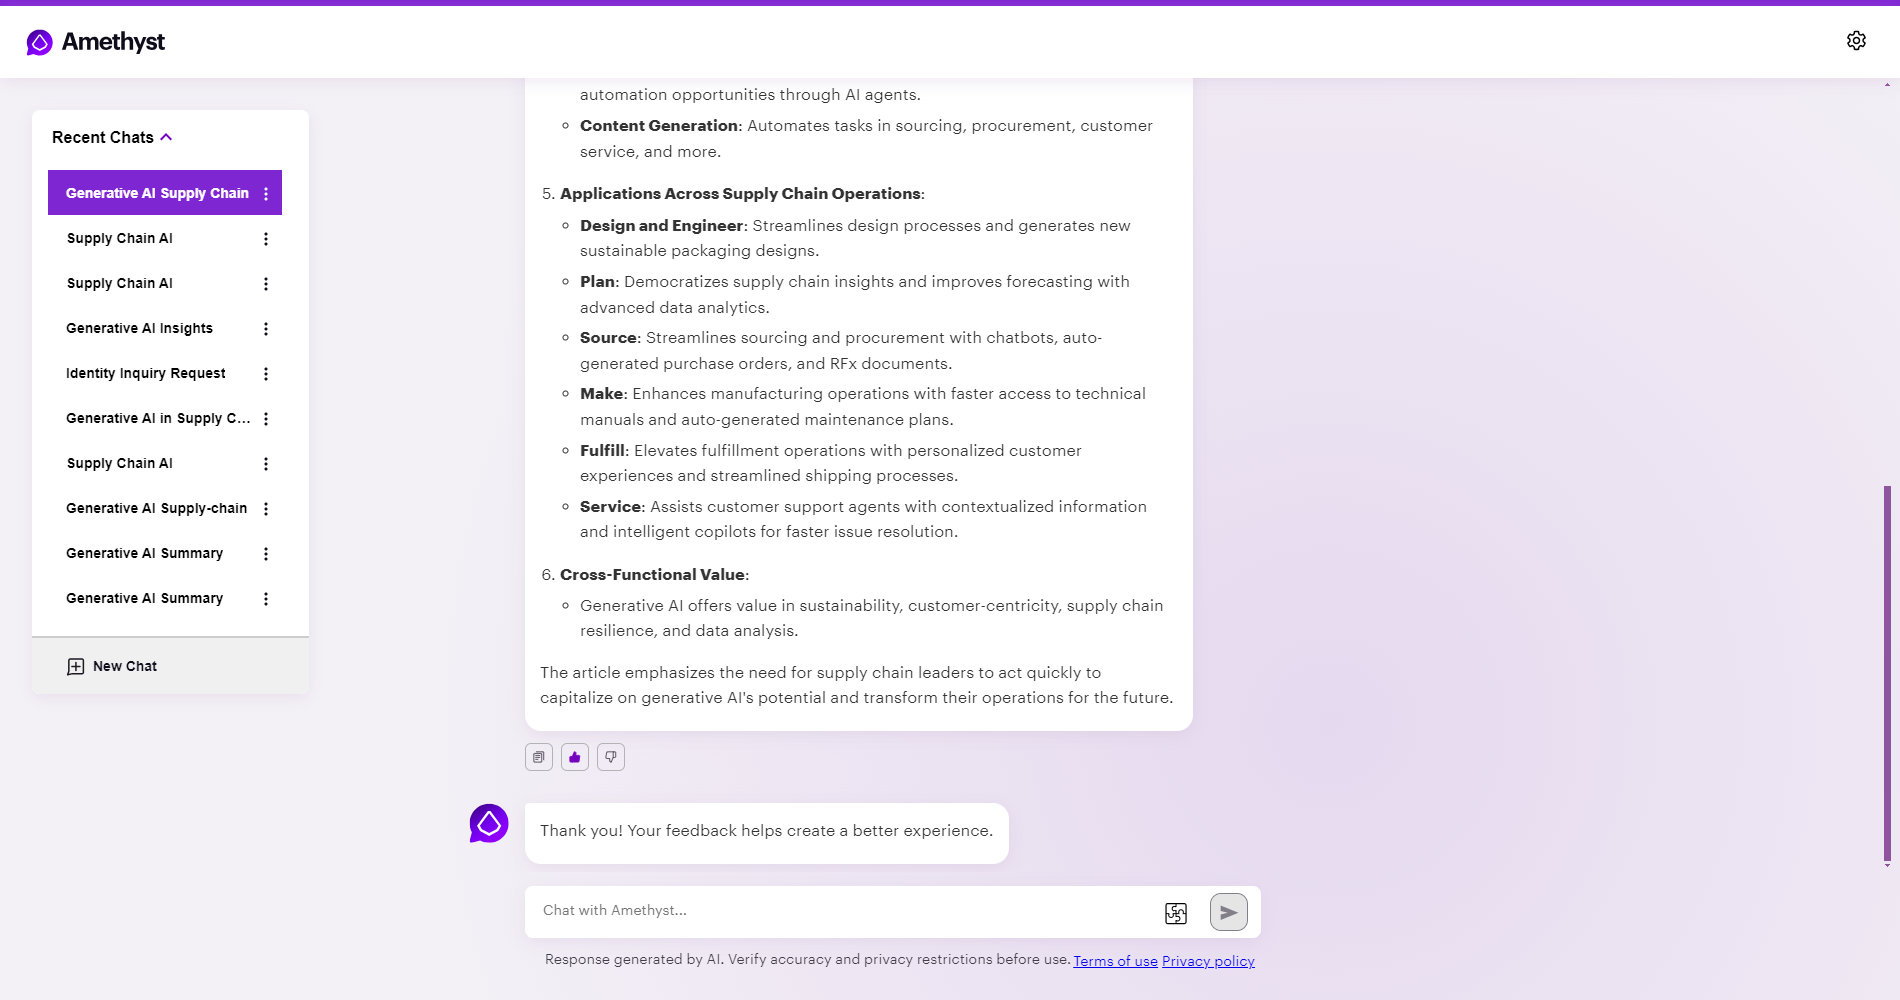 Amethyst
Recent Chats
Generative AI Supply Chain
Supply Chain AI
Supply Chain AI
Generative AI Insights
Identity Inquiry Request
Generative AI in Supply C...
Supply Chain AI
Generative AI Supply-chain
Generative AI Summary
Generative AI Summary
New Chat
automation opportunities through AI agents.
Content Generation: Automates tasks in sourcing, procurement, customer
service, and more.
5. Applications Across Supply Chain Operations:
Design and Engineer: Streamlines design processes and generates new
sustainable packaging designs.
Plan: Democratizes supply chain insights and improves forecasting with
advanced data analytics.
Source: Streamlines sourcing and procurement with chatbots, auto-
generated purchase orders, and RFx documents.
Make: Enhances manufacturing operations with faster access to technical
manuals and auto-generated maintenance plans.
Fulfill: Elevates fulfillment operations with personalized customer
experiences and streamlined shipping processes.
Service: Assists customer support agents with contextualized information
and intelligent copilots for faster issue resolution.
6. Cross-Functional Value:
Generative AI offers value in sustainability, customer-centricity, supply chain
resilience, and data analysis.
The article emphasizes the need for supply chain leaders to act quickly to
capitalize on generative AI's potential and transform their operations for the future.
Thank you! Your feedback helps create a better experience.
Chat with Amethyst...
Response generated by AI. Verify accuracy and privacy restrictions before use. Terms of use Privacy policy